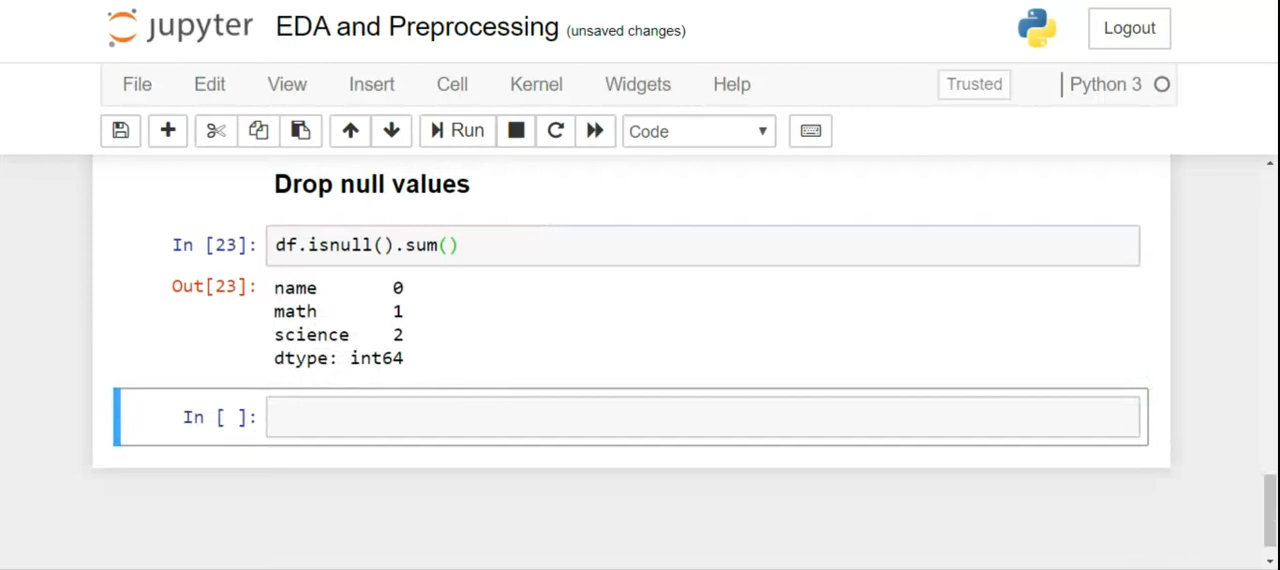 jupyter EDA and Preprocessing (unsaved changes) Logout
File Edit View Insert Cell Kernel Widgets Help Trusted Python 3
Run Code
Drop null values
In [23]: df.isnull().sum()
Out[23]: name 0
math 1
science 2
dtype: int64
In [ ]: